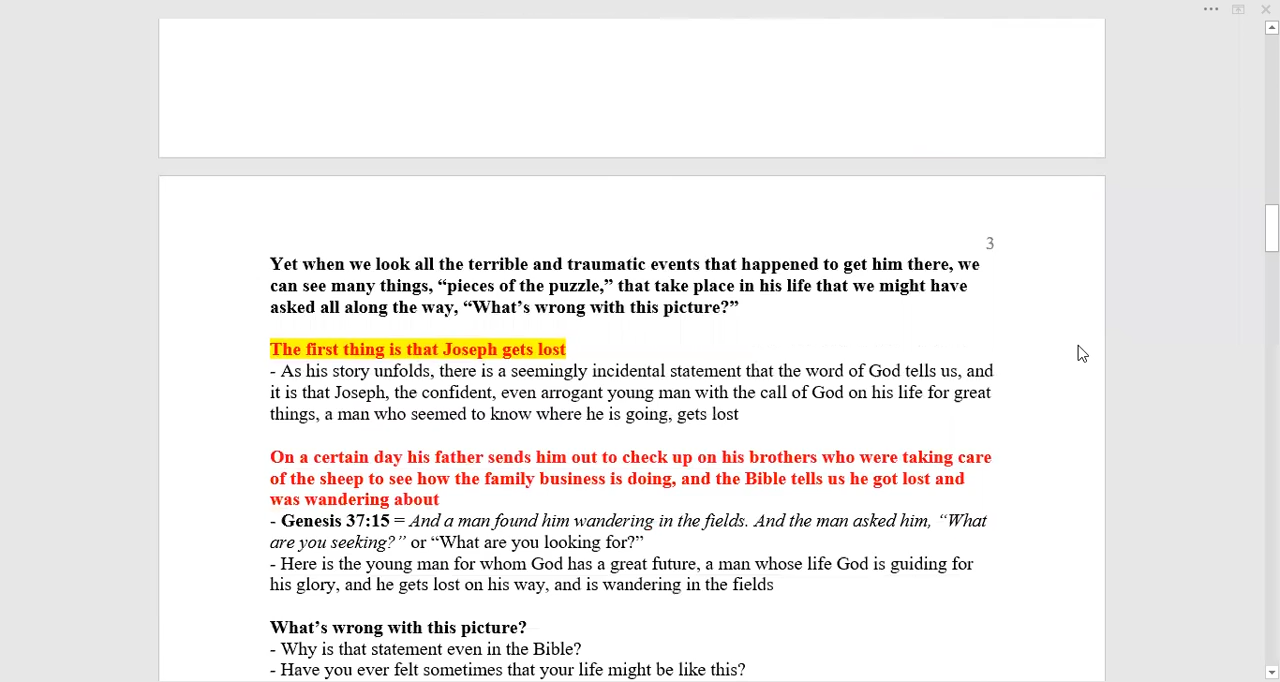 3
Yet when we look all the terrible and traumatic events that happened to get him there, we
can see many things, “pieces of the puzzle,” that take place in his life that we might have
asked all along the way, “What’s wrong with this picture?”
The first thing is that Joseph gets lost
- As his story unfolds, there is a seemingly incidental statement that the word of God tells us, and
it is that Joseph, the confident, even arrogant young man with the call of God on his life for great
things, a man who seemed to know where he is going, gets lost
On a certain day his father sends him out to check up on his brothers who were taking care
of the sheep to see how the family business is doing, and the Bible tells us he got lost and
was wandering about
- Genesis 37:15 = And a man found him wandering in the fields. And the man asked him, “What
are you seeking?” or “What are you looking for?”
- Here is the young man for whom God has a great future, a man whose life God is guiding for
his glory, and he gets lost on his way, and is wandering in the fields
What’s wrong with this picture?
- Why is that statement even in the Bible?
- Have you ever felt sometimes that your life might be like this?